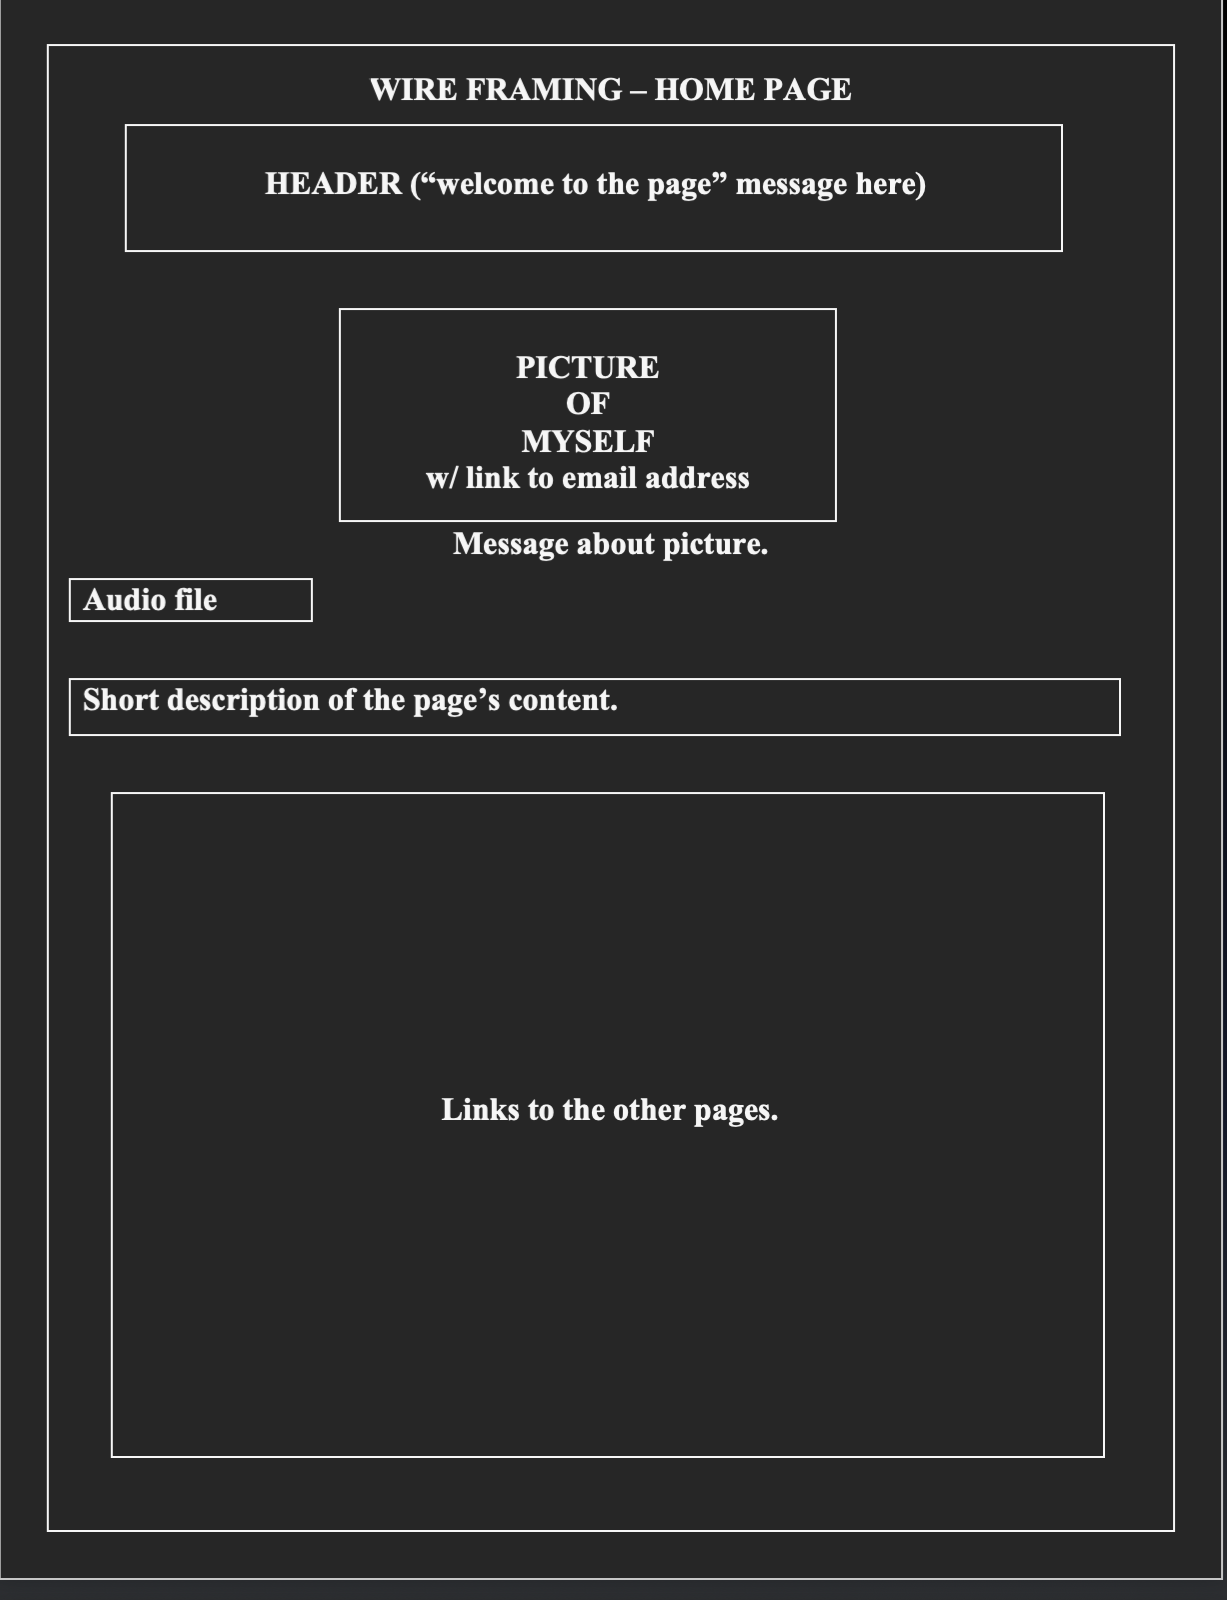 WIRE FRAMING – HOME PAGE
HEADER (“welcome to the page” message here)
PICTURE
OF
MYSELF
w/ link to email address
Message about picture.
Audio file
Short description of the page’s content.
Links to the other pages.